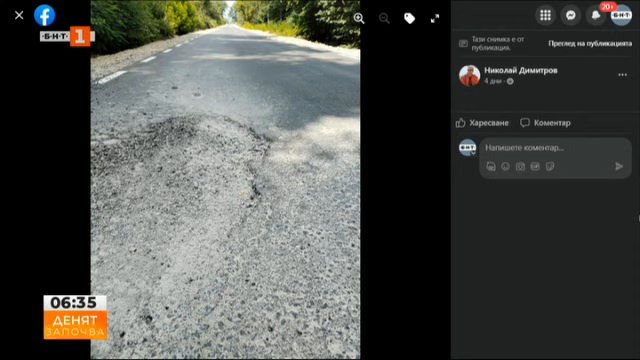 БНТ 1
20+
БНТ
Тази снимка е от
публикация.
Преглед на публикацията
Николай Димитров
4 дни
Харесване
Коментар
БНТ
Напишете коментар...
06:35
ДЕНЯТ
ЗАПОЧВА